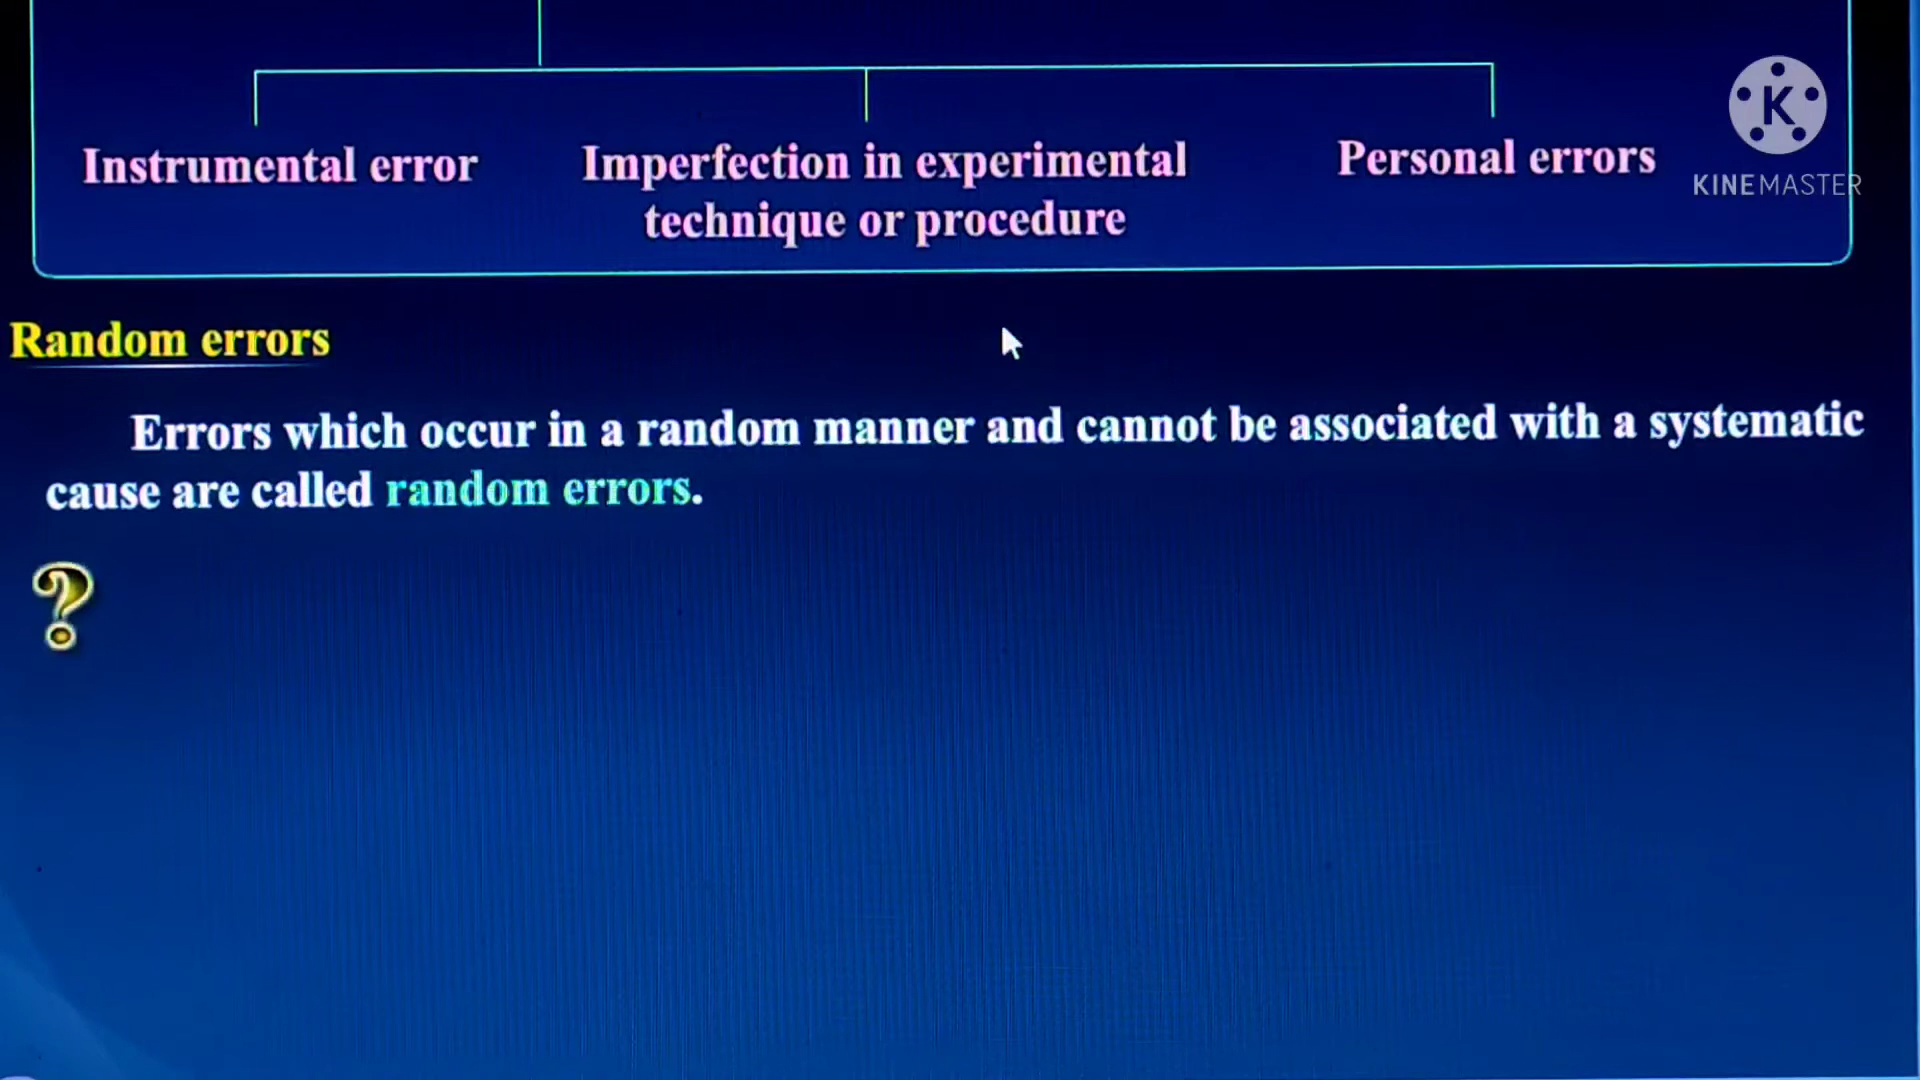 Instrumental error
Imperfection in experimental
technique or procedure
Personal errors
K
KINEMASTER
Random errors
Errors which occur in a random manner and cannot be associated with a systematic
cause are called random errors.
?